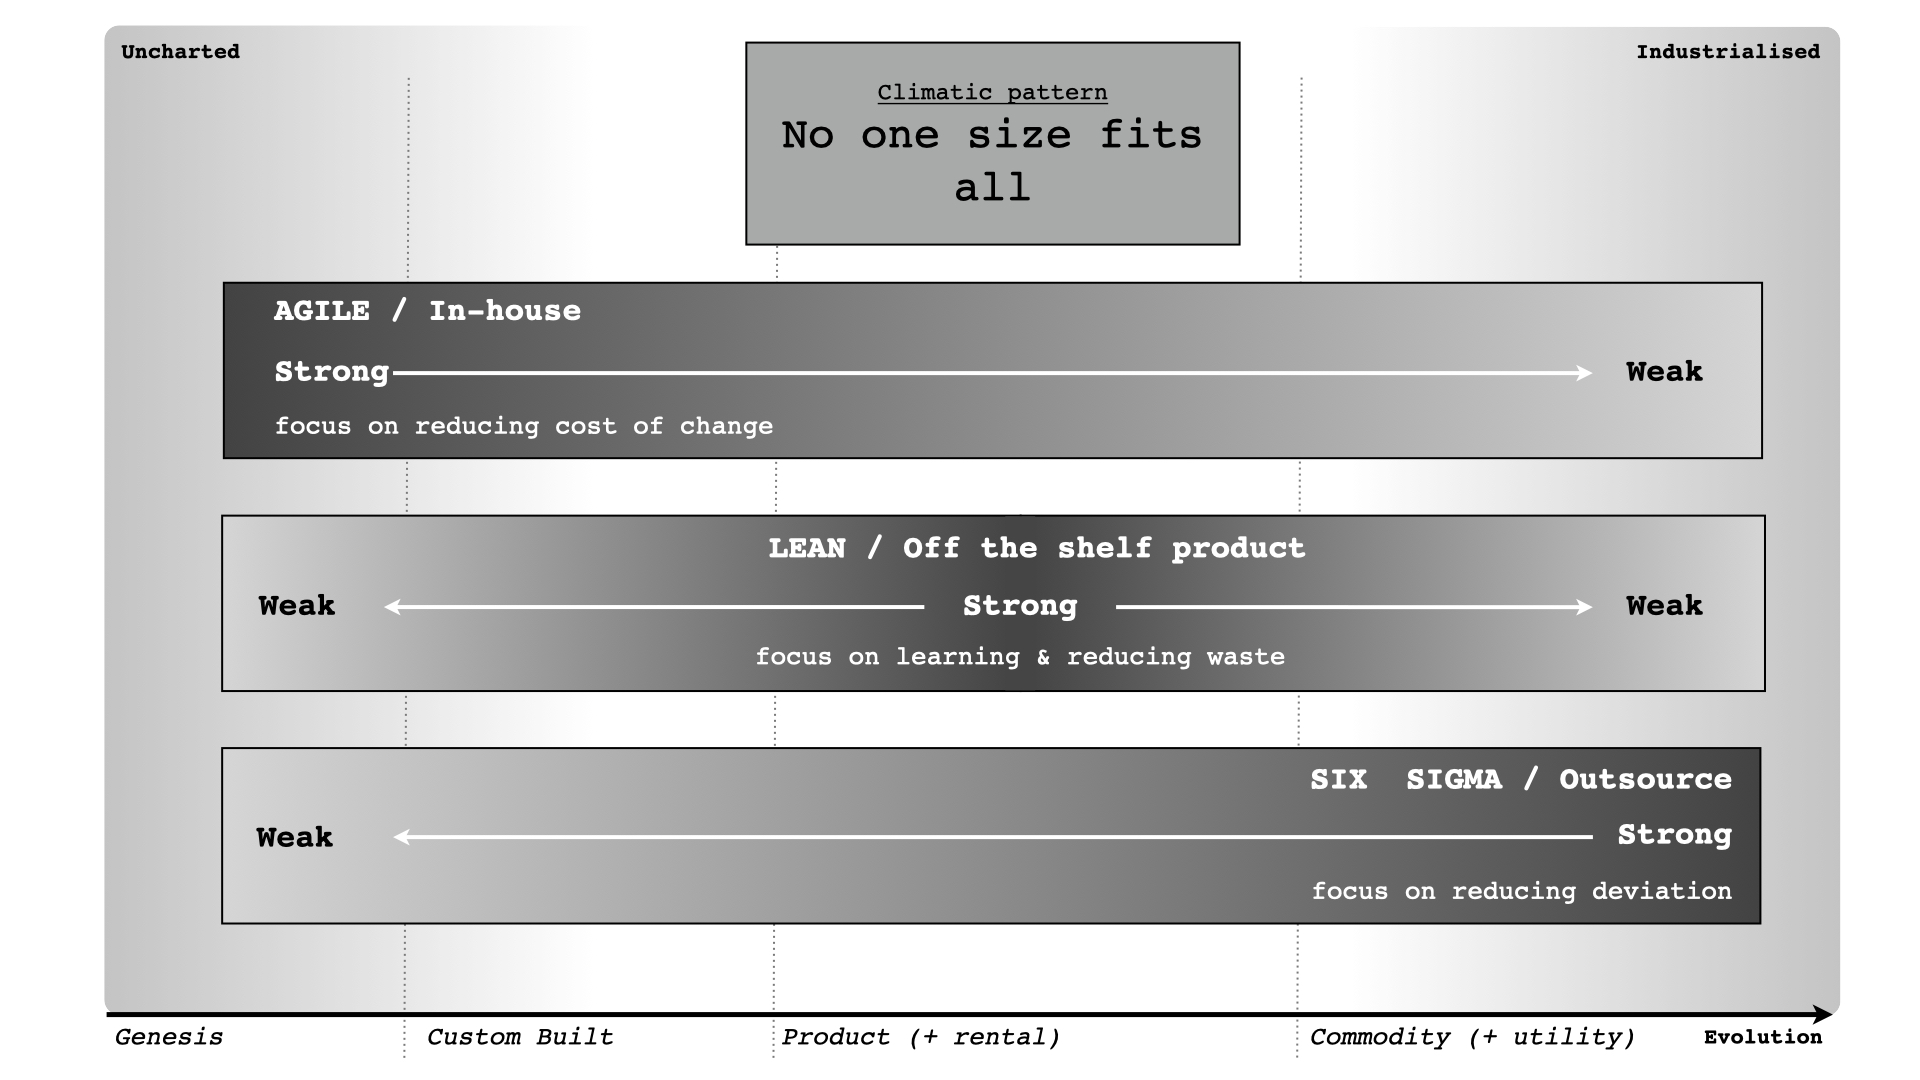 Uncharted
Industrialised
Climatic pattern
No one size fits
all
AGILE / In-house
Strong
Weak
focus on reducing cost of change
LEAN / Off the shelf product
Weak
Strong
Weak
focus on learning & reducing waste
SIX SIGMA / Outsource
Weak
Strong
focus on reducing deviation
Genesis
Custom Built
Product (+ rental)
Commodity (+ utility)
Evolution